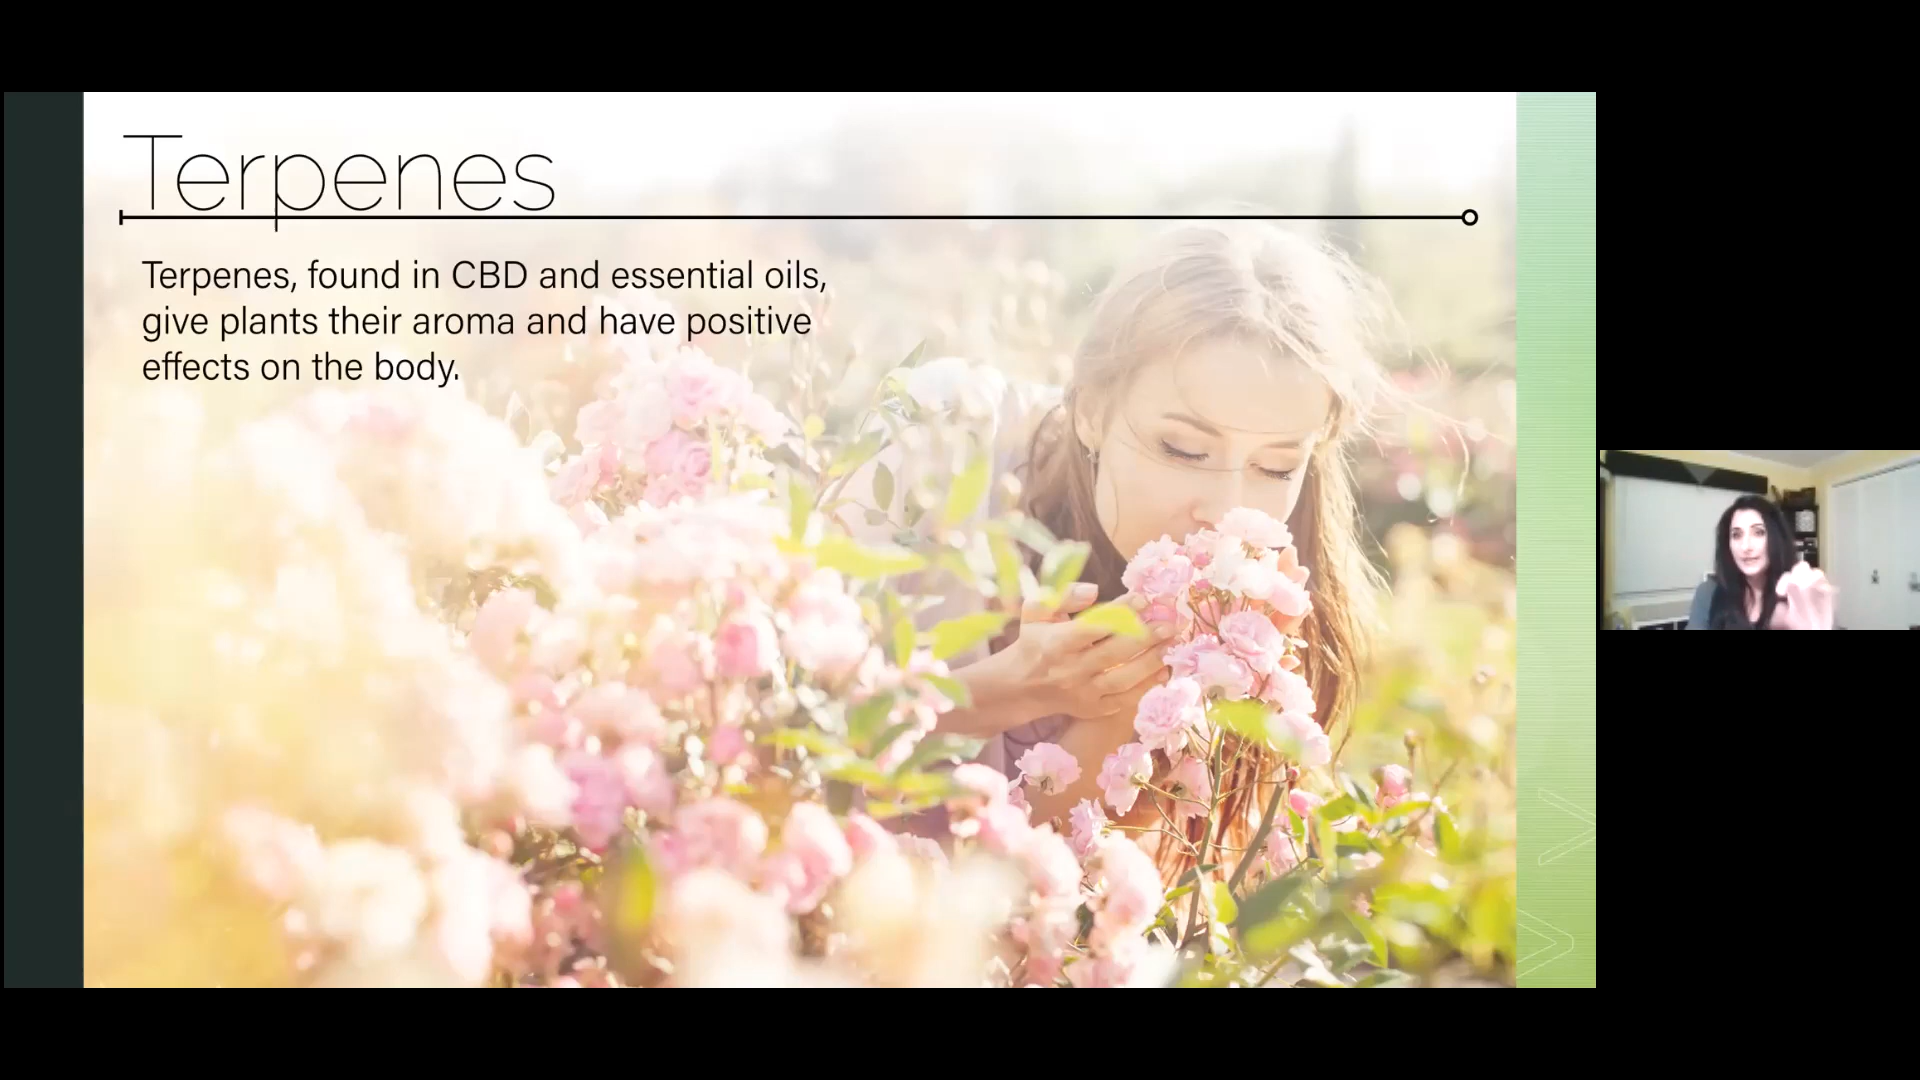 Terpenes
Terpenes, found in CBD and essential oils,
give plants their aroma and have positive
effects on the body.